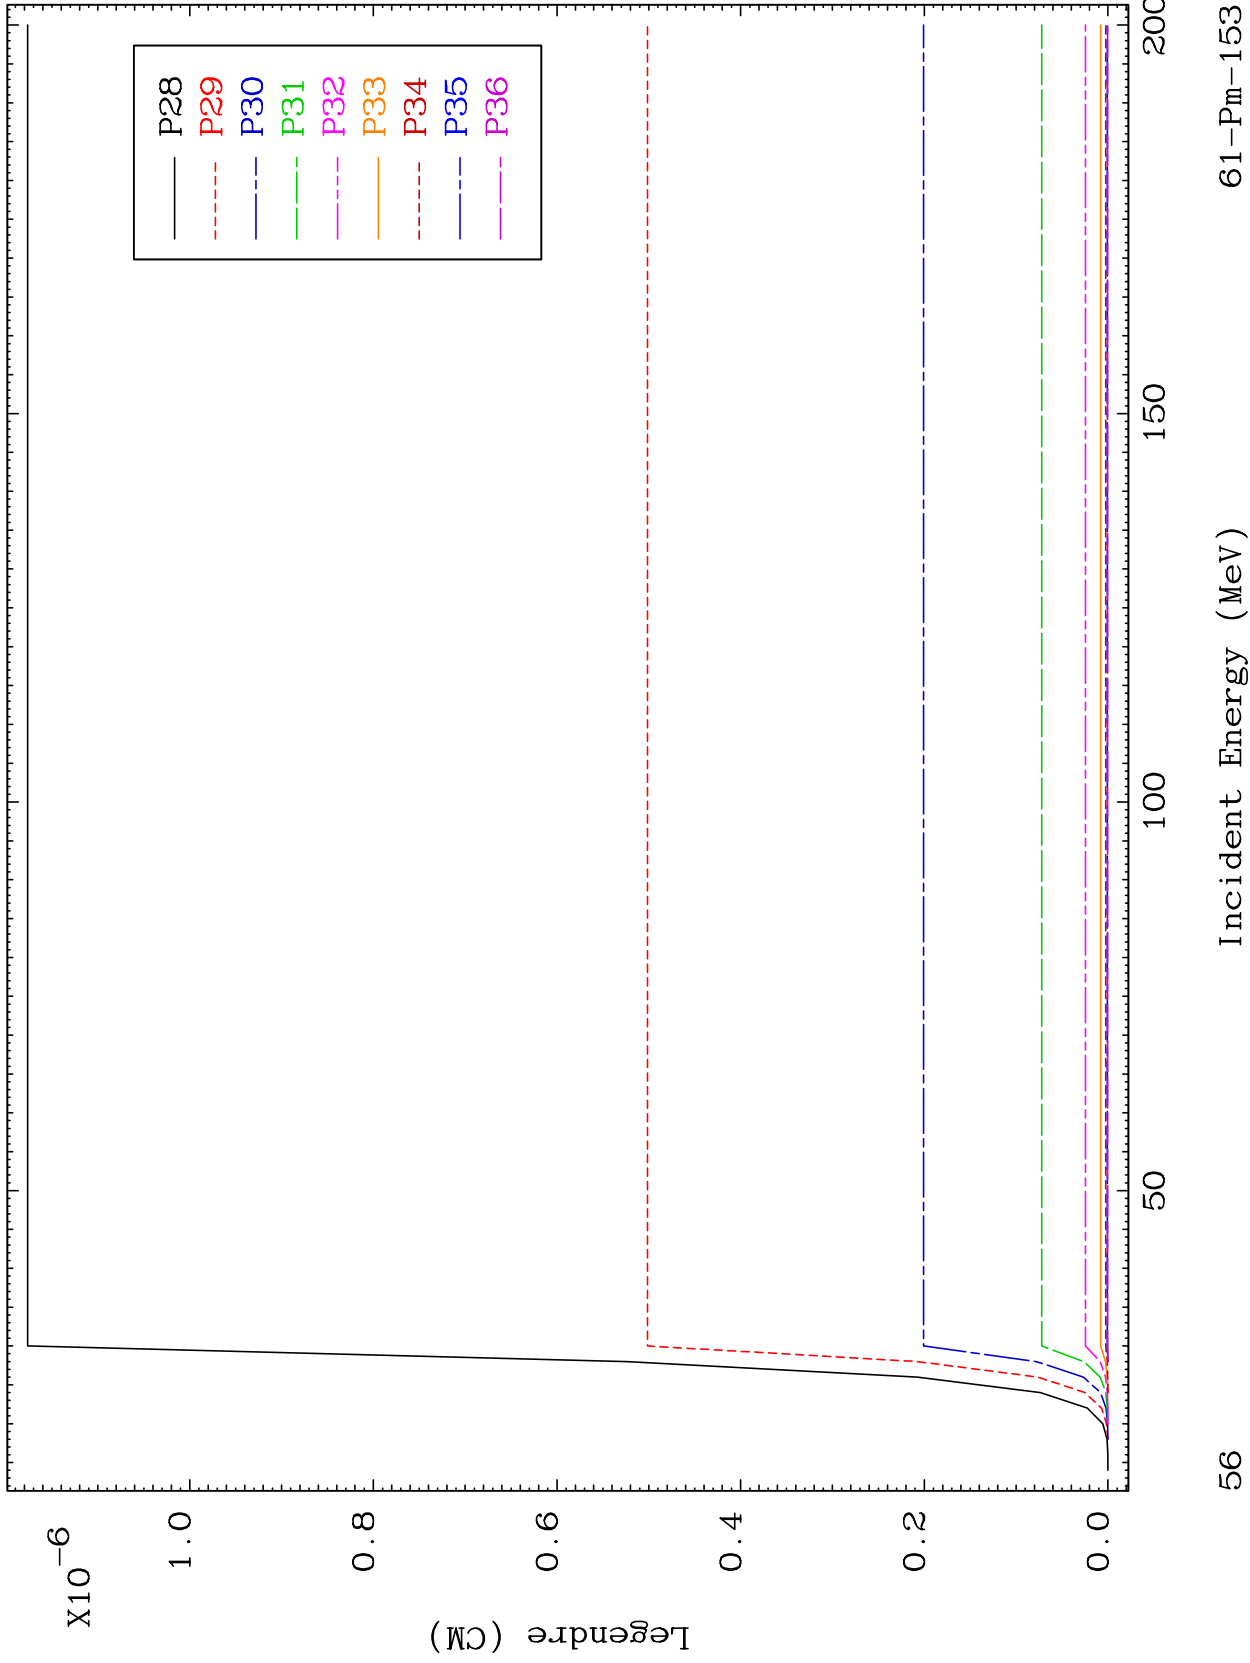 X10-6
1.0
0.8
0.6
0.4
0.2
0.0
Legendre (CM)
P28
P29
P30
P31
P32
P33
P34
P35
P36
50
100
150
200
56
Incident Energy (MeV)
61-Pm-153